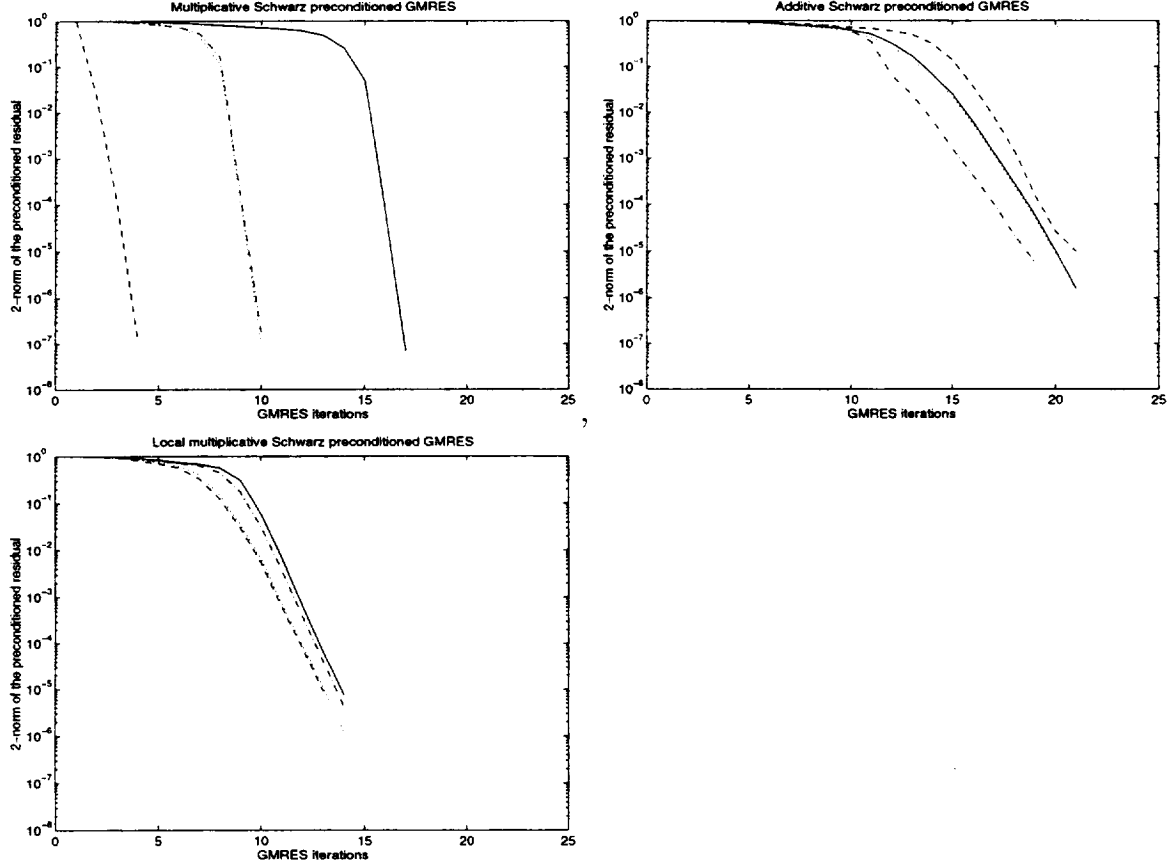 Multiplicative Schwarz preconditioned GMRES
10^0
10^-1
10^-2
10^-3
10^-4
10^-5
10^-6
10^-7
10^-8
2-norm of the preconditioned residual
0 5 10 15 20 25
GMRES iterations
,
Additive Schwarz preconditioned GMRES
10^0
10^-1
10^-2
10^-3
10^-4
10^-5
10^-6
10^-7
10^-8
2-norm of the preconditioned residual
0 5 10 15 20 25
GMRES iterations
Local multiplicative Schwarz preconditioned GMRES
10^0
10^-1
10^-2
10^-3
10^-4
10^-5
10^-6
10^-7
10^-8
2-norm of the preconditioned residual
0 5 10 15 20 25
GMRES iterations